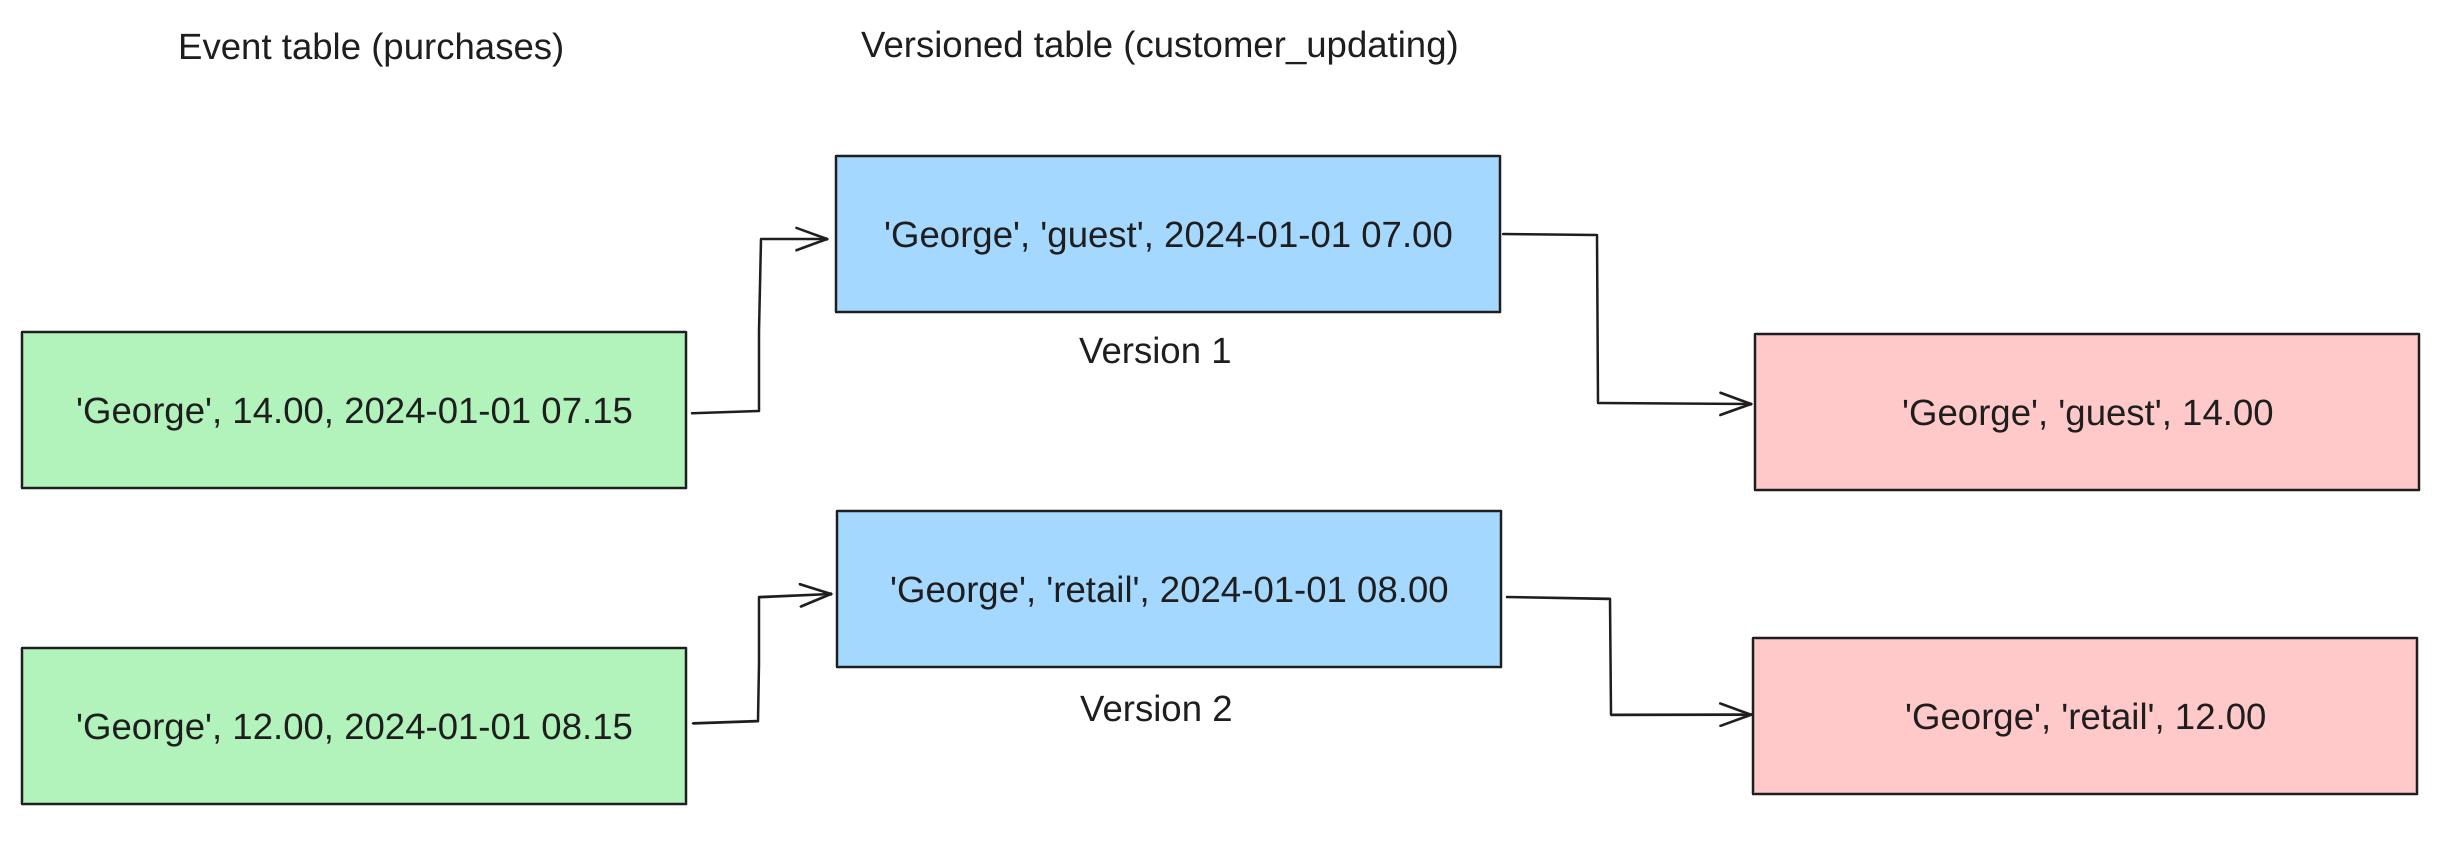 Event table (purchases)
Versioned table (customer_updating)
'George', 'guest', 2024-01-01 07.00
Version 1
'George', 14.00, 2024-01-01 07.15
'George', 'guest', 14.00
'George', 'retail', 2024-01-01 08.00
Version 2
'George', 12.00, 2024-01-01 08.15
'George', 'retail', 12.00